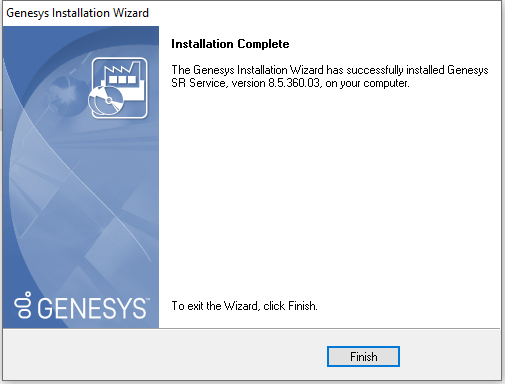 Genesys Installation Wizard
Installation Complete
The Genesys Installation Wizard has successfully installed Genesys
SR Service, version 8.5.360.03, on your computer.
GENESYS™
To exit the Wizard, click Finish.
Finish